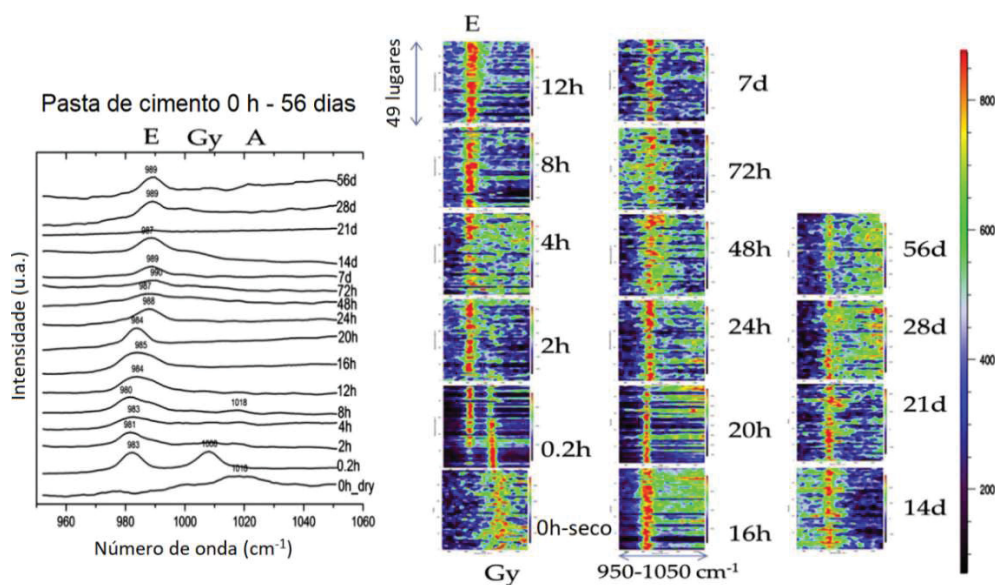 Pasta de cimento 0 h - 56 dias
E Gy A
Intensidade (u.a.)
989
56d
989
28d
987
21d
14d
989
7d
990
72h
987
48h
988
24h
984
20h
985
16h
984
12h
980
1018
8h
983
4h
981
2h
983
0.2h
1018
0h_dry
960 980 1000 1020 1040 1060
Número de onda (cm⁻¹)
E
49 lugares
12h
8h
4h
2h
0.2h
0h-seco
Gy
7d
72h
48h
24h
20h
16h
950-1050 cm⁻¹
56d
28d
21d
14d
800
600
400
200